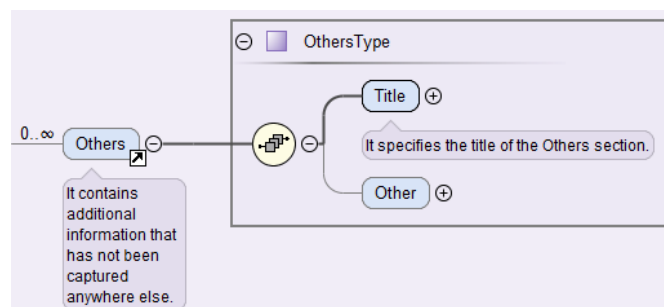 OthersType
Title
It specifies the title of the Others section.
0..∞
Others
Other
It contains
additional
information that
has not been
captured
anywhere else.